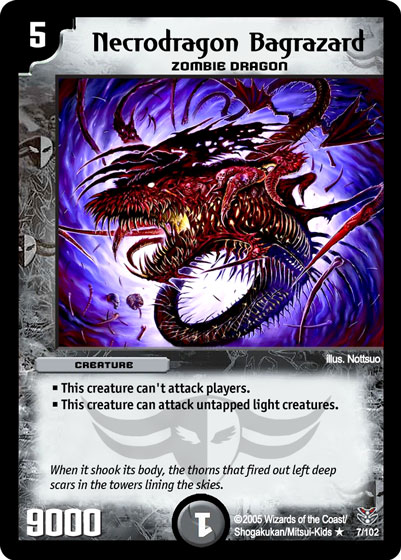 5
Necrodragon Bagrazard
ZOMBIE DRAGON
illus. Nottsuo
CREATURE
▪ This creature can't attack players.
▪ This creature can attack untapped light creatures.
When it shook its body, the thorns that fired out left deep
scars in the towers lining the skies.
9000
1
©2005 Wizards of the Coast/
Shogakukan/Mitsui-Kids ★ 7/102